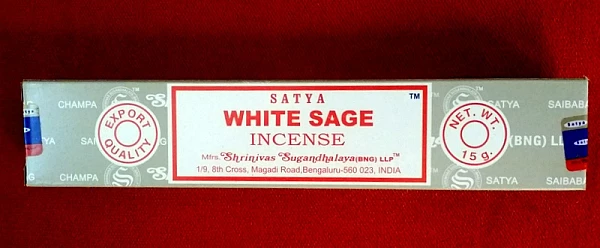 CHAMPA
SATYA
SAIBABA
EXPORT
QUALITY
SATYA
WHITE SAGE
INCENSE
Mfrs. Shrinivas Sugandhalaya (BNG) LLP™
1/9, 8th Cross, Magadi Road, Bengaluru-560 023, INDIA
™
NET. WT.
15 g.
(BNG) LL
CHAMPA
SATYA
SAIBABA